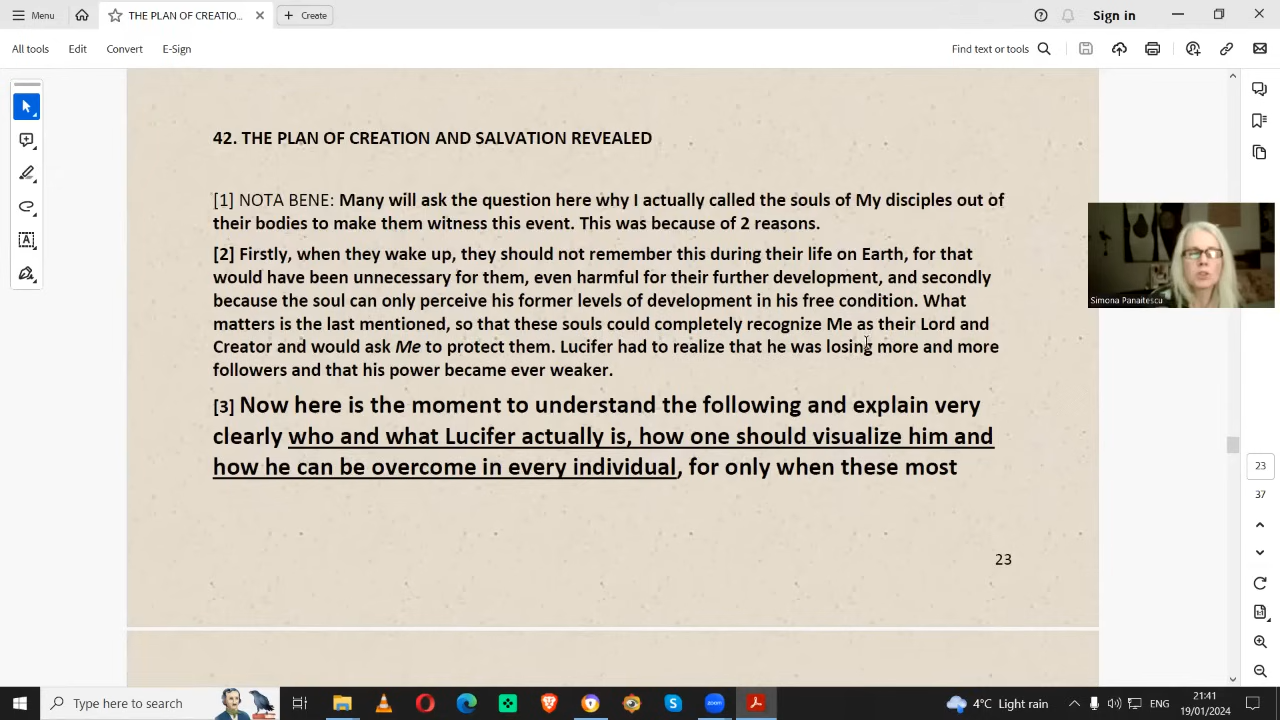 Menu
THE PLAN OF CREATIO...
Create
Sign in
All tools
Edit
Convert
E-Sign
Find text or tools
42. THE PLAN OF CREATION AND SALVATION REVEALED
[1] NOTA BENE: Many will ask the question here why I actually called the souls of My disciples out of
their bodies to make them witness this event. This was because of 2 reasons.
[2] Firstly, when they wake up, they should not remember this during their life on Earth, for that
would have been unnecessary for them, even harmful for their further development, and secondly
because the soul can only perceive his former levels of development in his free condition. What
matters is the last mentioned, so that these souls could completely recognize Me as their Lord and
Creator and would ask Me to protect them. Lucifer had to realize that he was losing more and more
followers and that his power became ever weaker.
[3] Now here is the moment to understand the following and explain very
clearly who and what Lucifer actually is, how one should visualize him and
how he can be overcome in every individual, for only when these most
23
Simona Panaitescu
23
37
Type here to search
zoom
4°C Light rain
ENG
21:41
19/01/2024